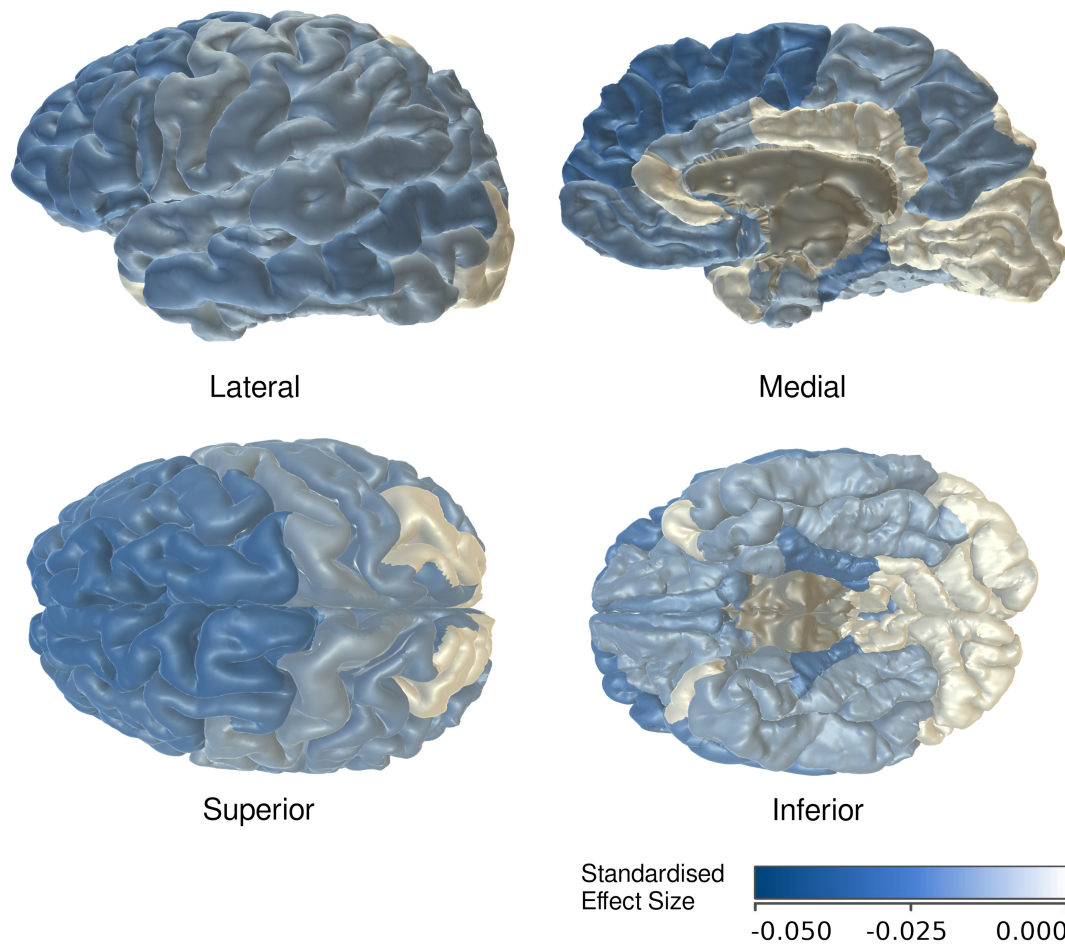 Lateral
Medial
Superior
Inferior
Standardised
Effect Size
-0.050
-0.025
0.000